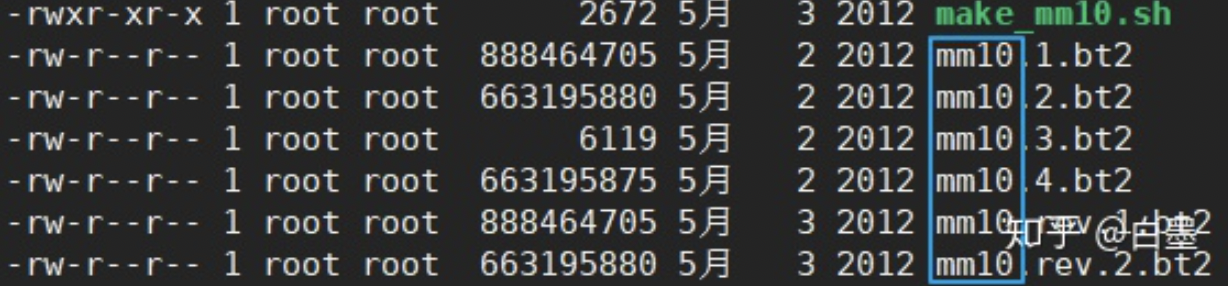 -rwxr-xr-x 1 root root 2672 5月 3 2012 make_mm10.sh
-rw-r--r-- 1 root root 888464705 5月 2 2012 mm10.1.bt2
-rw-r--r-- 1 root root 663195880 5月 2 2012 mm10.2.bt2
-rw-r--r-- 1 root root 6119 5月 2 2012 mm10.3.bt2
-rw-r--r-- 1 root root 663195875 5月 2 2012 mm10.4.bt2
-rw-r--r-- 1 root root 888464705 5月 3 2012 mm10.rev.1.bt2
知乎 @白墨
-rw-r--r-- 1 root root 663195880 5月 3 2012 mm10.rev.2.bt2